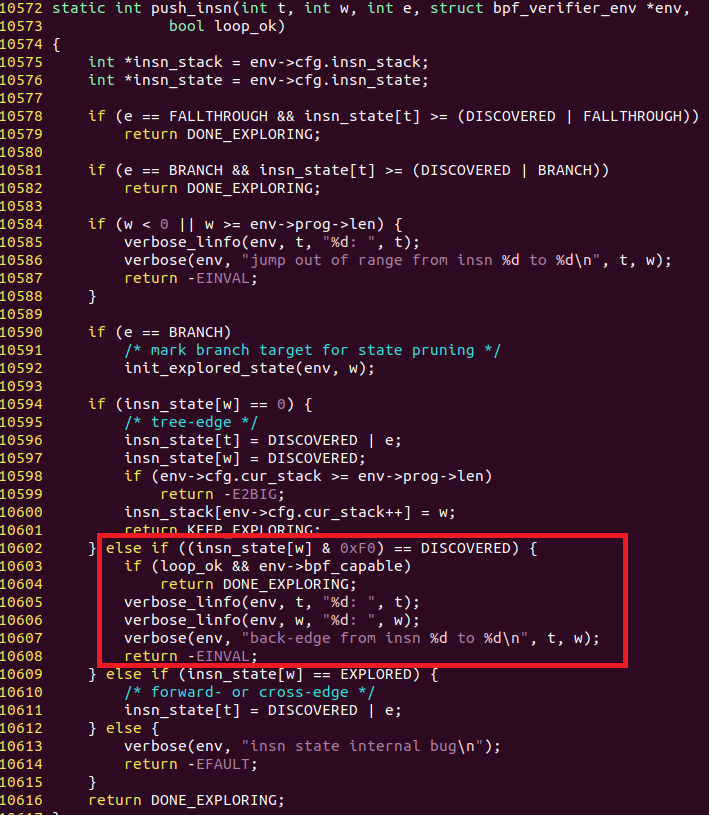 10572 static int push_insn(int t, int w, int e, struct bpf_verifier_env *env,
10573 bool loop_ok)
10574 {
10575 int *insn_stack = env->cfg.insn_stack;
10576 int *insn_state = env->cfg.insn_state;
10577
10578 if (e == FALLTHROUGH && insn_state[t] >= (DISCOVERED | FALLTHROUGH))
10579 return DONE_EXPLORING;
10580
10581 if (e == BRANCH && insn_state[t] >= (DISCOVERED | BRANCH))
10582 return DONE_EXPLORING;
10583
10584 if (w < 0 || w >= env->prog->len) {
10585 verbose_linfo(env, t, "%d: ", t);
10586 verbose(env, "jump out of range from insn %d to %d\n", t, w);
10587 return -EINVAL;
10588 }
10589
10590 if (e == BRANCH)
10591 /* mark branch target for state pruning */
10592 init_explored_state(env, w);
10593
10594 if (insn_state[w] == 0) {
10595 /* tree-edge */
10596 insn_state[t] = DISCOVERED | e;
10597 insn_state[w] = DISCOVERED;
10598 if (env->cfg.cur_stack >= env->prog->len)
10599 return -E2BIG;
10600 insn_stack[env->cfg.cur_stack++] = w;
10601 return KEEP_EXPLORING;
10602 } else if ((insn_state[w] & 0xF0) == DISCOVERED) {
10603 if (loop_ok && env->bpf_capable)
10604 return DONE_EXPLORING;
10605 verbose_linfo(env, t, "%d: ", t);
10606 verbose_linfo(env, w, "%d: ", w);
10607 verbose(env, "back-edge from insn %d to %d\n", t, w);
10608 return -EINVAL;
10609 } else if (insn_state[w] == EXPLORED) {
10610 /* forward- or cross-edge */
10611 insn_state[t] = DISCOVERED | e;
10612 } else {
10613 verbose(env, "insn state internal bug\n");
10614 return -EFAULT;
10615 }
10616 return DONE_EXPLORING;